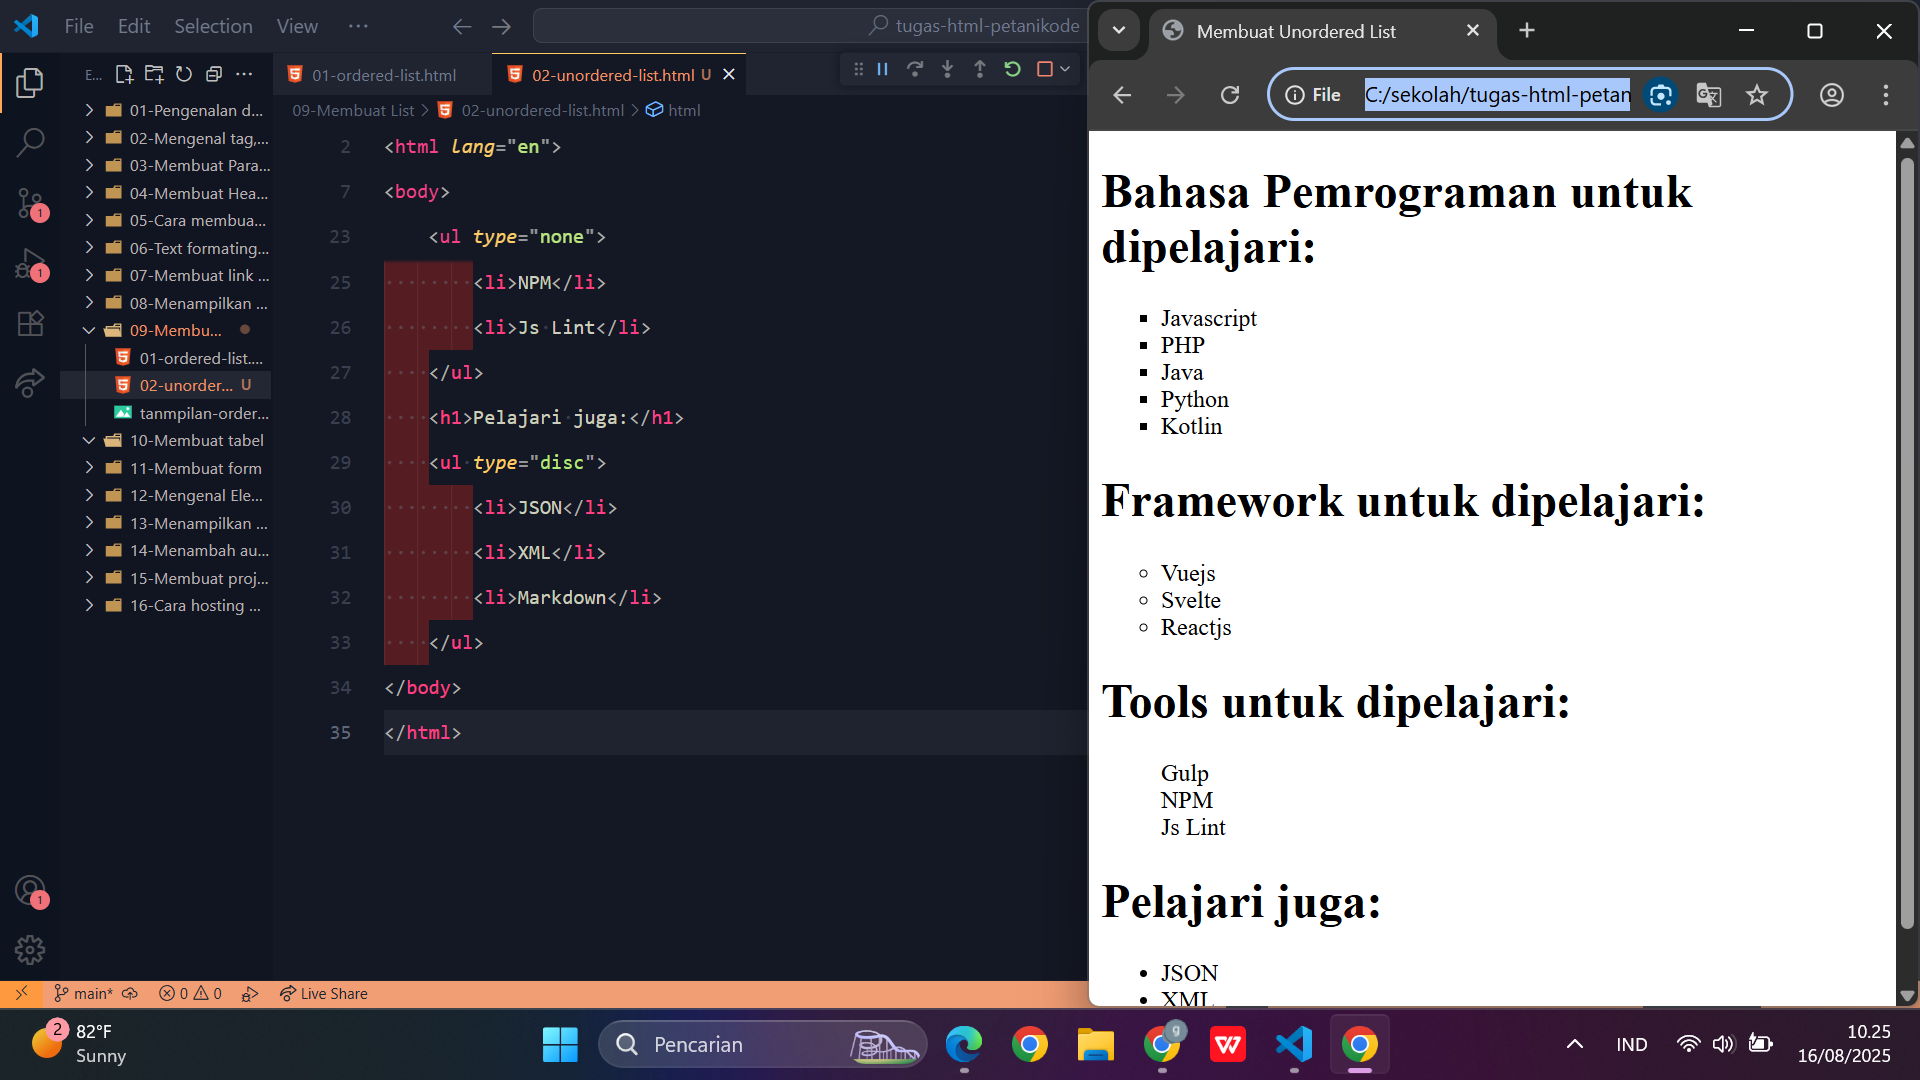 File Edit Selection View ···
tugas-html-petanikode
E... ···
01-Pengenalan d...
02-Mengenal tag,...
03-Membuat Para...
04-Membuat Hea...
05-Cara membua...
06-Text formating...
07-Membuat link ...
08-Menampilkan ...
09-Membu...
01-ordered-list....
02-unorder... U
tanmpilan-order...
10-Membuat tabel
11-Membuat form
12-Mengenal Ele...
13-Menampilkan ...
14-Menambah au...
15-Membuat proj...
16-Cara hosting ...
1
1
1
01-ordered-list.html
02-unordered-list.html U
09-Membuat List > 02-unordered-list.html > html
2 <html lang="en">
7 <body>
23 <ul type="none">
25 <li>NPM</li>
26 <li>Js Lint</li>
27 </ul>
28 <h1>Pelajari juga:</h1>
29 <ul type="disc">
30 <li>JSON</li>
31 <li>XML</li>
32 <li>Markdown</li>
33 </ul>
34 </body>
35 </html>
main* 0 0 Live Share
Membuat Unordered List
File C:/sekolah/tugas-html-petan
Bahasa Pemrograman untuk
dipelajari:
Javascript
PHP
Java
Python
Kotlin
Framework untuk dipelajari:
Vuejs
Svelte
Reactjs
Tools untuk dipelajari:
Gulp
NPM
Js Lint
Pelajari juga:
JSON
XML
2 82°F
Sunny
Pencarian
g
W
IND
10.25
16/08/2025